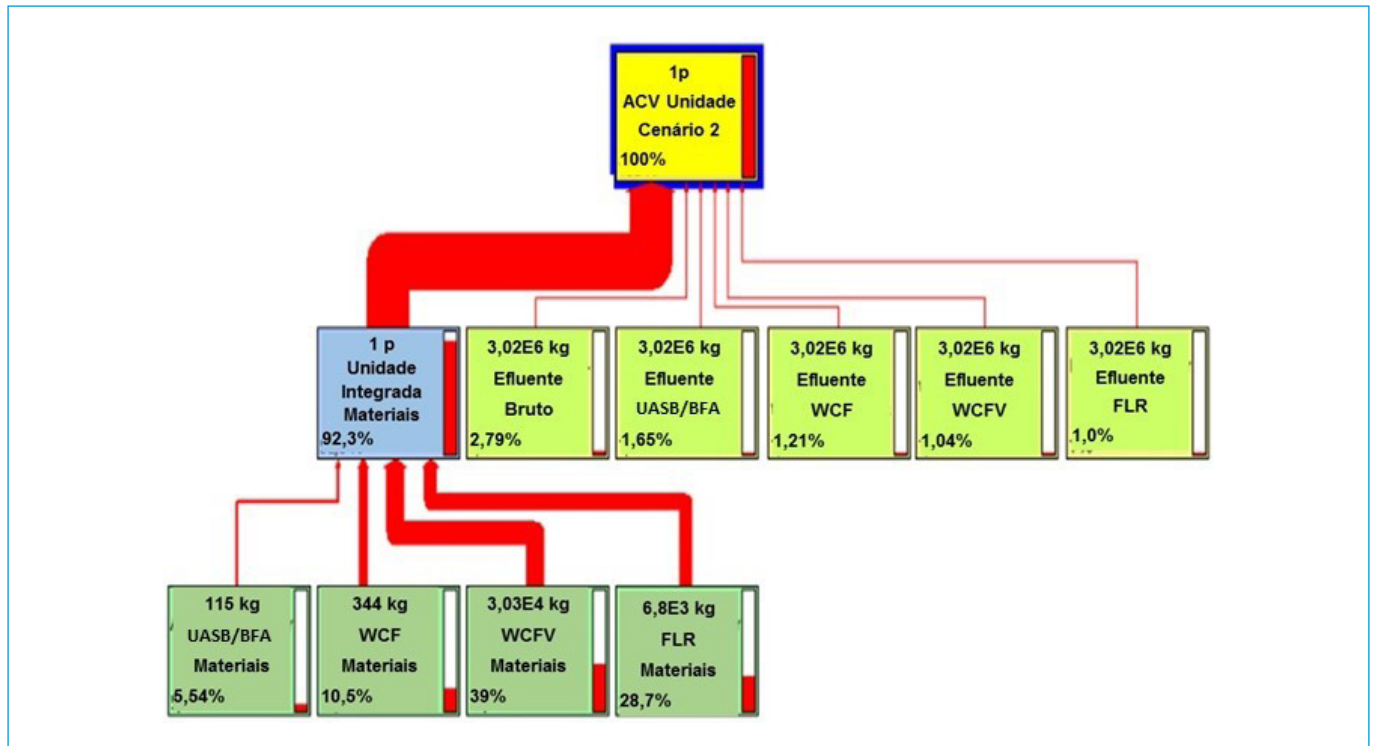 1p
ACV Unidade
Cenário 2
100%
1 p
Unidade
Integrada
Materiais
92,3%
3,02E6 kg
Efluente
Bruto
2,79%
3,02E6 kg
Efluente
UASB/BFA
1,65%
3,02E6 kg
Efluente
WCF
1,21%
3,02E6 kg
Efluente
WCFV
1,04%
3,02E6 kg
Efluente
FLR
1,0%
115 kg
UASB/BFA
Materiais
5,54%
344 kg
WCF
Materiais
10,5%
3,03E4 kg
WCFV
Materiais
39%
6,8E3 kg
FLR
Materiais
28,7%